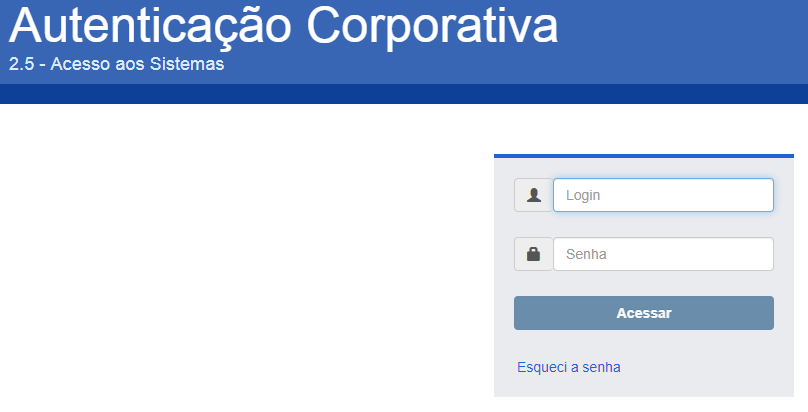 Autenticação Corporativa
2.5 - Acesso aos Sistemas
Login
Senha
Acessar
Esqueci a senha